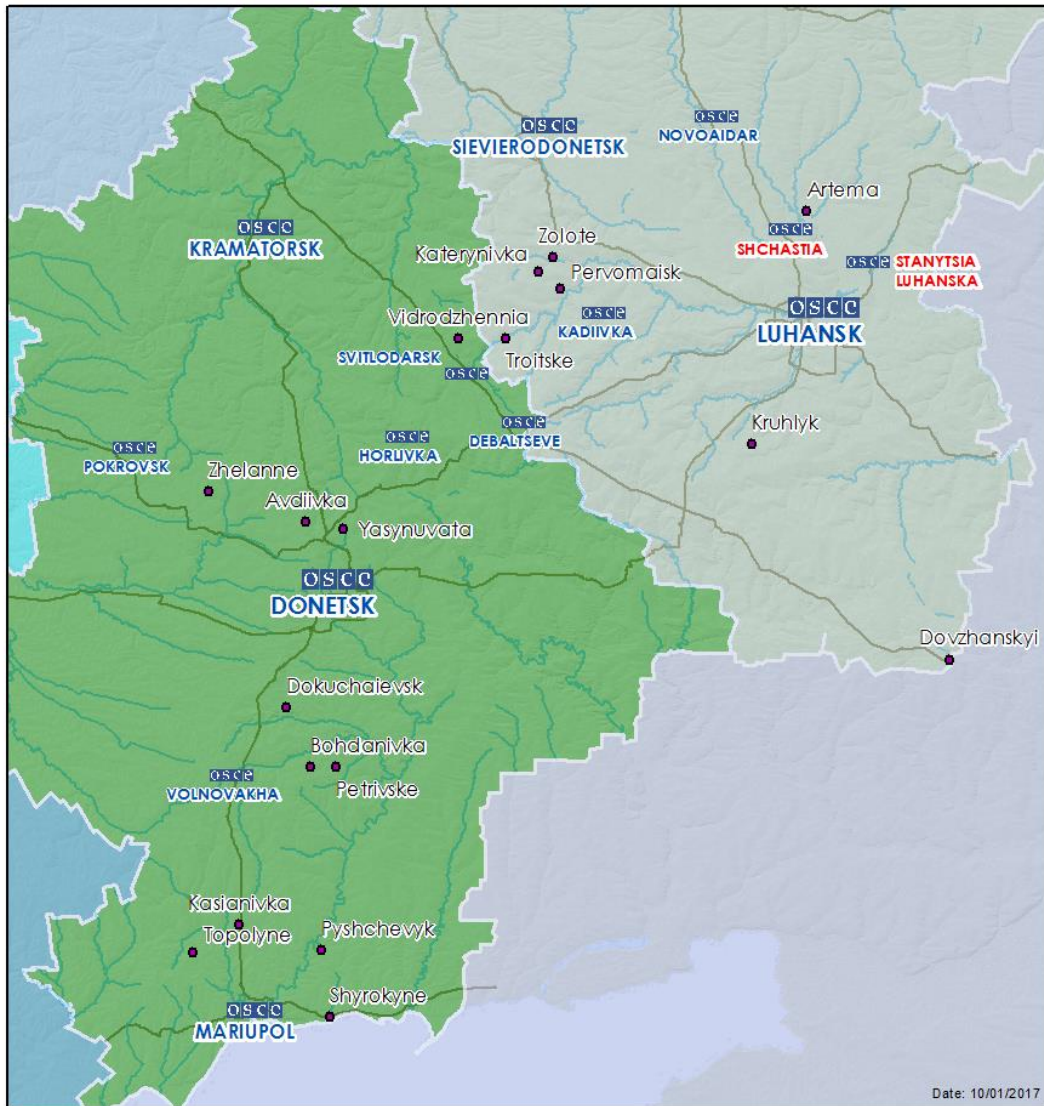 osce
SIEVIERODONETSK
osce
NOVOAIDAR
Artema
osce
KRAMATORSK
osce
SHCHASTIA
Zolote
Katerynivka
Pervomaisk
osce
STANYTSIA
LUHANSKA
osce
KADIIVKA
osce
LUHANSK
Vidrodzhennia
SVITLODARSK
osce
Troitske
osce
DEBALTSEVE
osce
HORLIVKA
Kruhlyk
osce
POKROVSK
Zhelanne
Avdiivka
Yasynuvata
osce
DONETSK
Dovzhanskyi
Dokuchaievsk
Bohdanivka
osce
VOLNOVAKHA
Petrivske
Kasianivka
Topolyne
Pyshchevyk
Shyrokyne
osce
MARIUPOL
Date: 10/01/2017